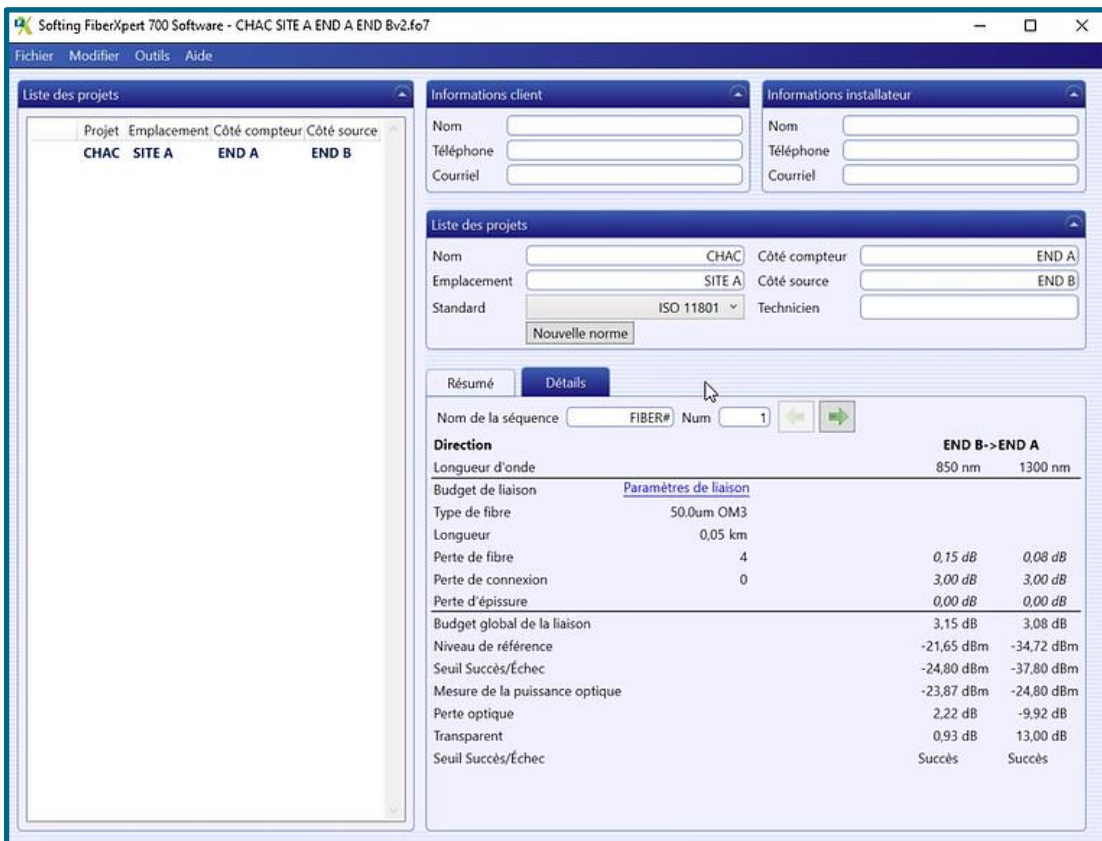 Softing FiberXpert 700 Software - CHAC SITE A END A END Bv2.fo7
Fichier Modifier Outils Aide
Liste des projets
Projet Emplacement Côté compteur Côté source
CHAC SITE A END A END B
Informations client
Nom
Téléphone
Courriel
Informations installateur
Nom
Téléphone
Courriel
Liste des projets
Nom CHAC Côté compteur END A
Emplacement SITE A Côté source END B
Standard ISO 11801 Technicien
Nouvelle norme
Résumé Détails
Nom de la séquence FIBER# Num 1
Direction END B->END A
Longueur d'onde 850 nm 1300 nm
Budget de liaison Paramètres de liaison
Type de fibre 50.0um OM3
Longueur 0,05 km
Perte de fibre 4 0,15 dB 0,08 dB
Perte de connexion 0 3,00 dB 3,00 dB
Perte d'épissure 0,00 dB 0,00 dB
Budget global de la liaison 3,15 dB 3,08 dB
Niveau de référence -21,65 dBm -34,72 dBm
Seuil Succès/Échec -24,80 dBm -37,80 dBm
Mesure de la puissance optique -23,87 dBm -24,80 dBm
Perte optique 2,22 dB -9,92 dB
Transparent 0,93 dB 13,00 dB
Seuil Succès/Échec Succès Succès